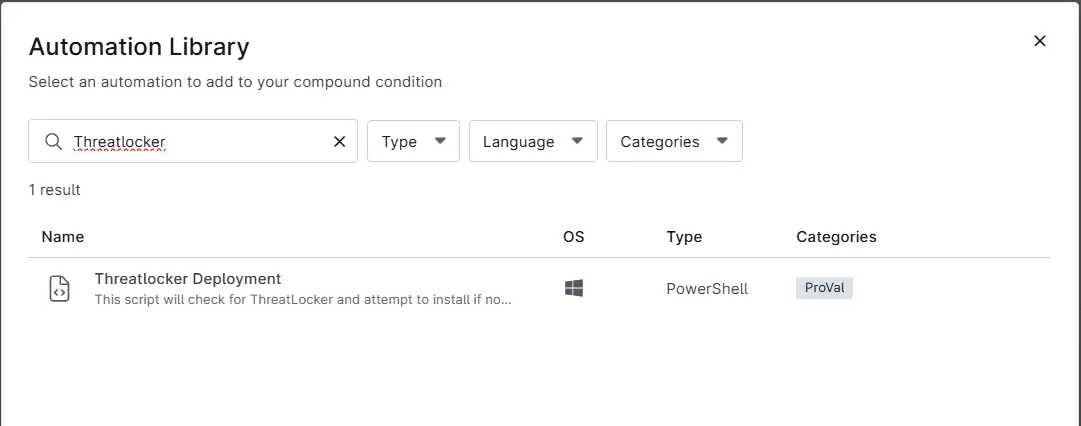 Automation Library
Select an automation to add to your compound condition
Threatlocker
Type
Language
Categories
1 result
Name
OS
Type
Categories
Threatlocker Deployment
This script will check for ThreatLocker and attempt to install if no...
PowerShell
ProVal